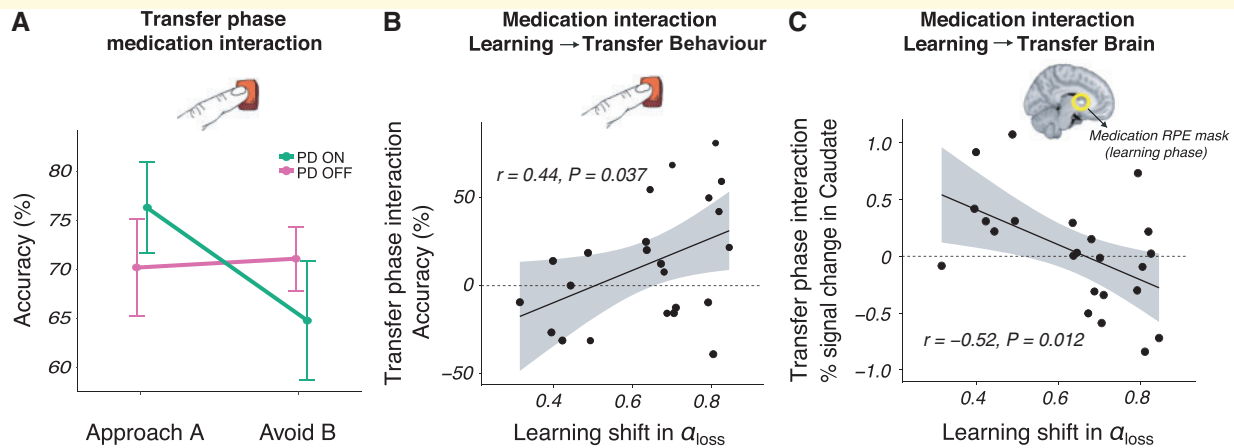 A
Transfer phase
medication interaction
Accuracy (%)
80
75
70
65
60
PD ON
PD OFF
Approach A
Avoid B
B
Medication interaction
Learning → Transfer Behaviour
Transfer phase interaction
Accuracy (%)
r = 0.44, P = 0.037
50
0
−50
0.4
0.6
0.8
Learning shift in α_loss
C
Medication interaction
Learning → Transfer Brain
Medication RPE mask
(learning phase)
Transfer phase interaction
% signal change in Caudate
1.0
0.5
0
−0.5
−1.0
r = −0.52, P = 0.012
0.4
0.6
0.8
Learning shift in α_loss